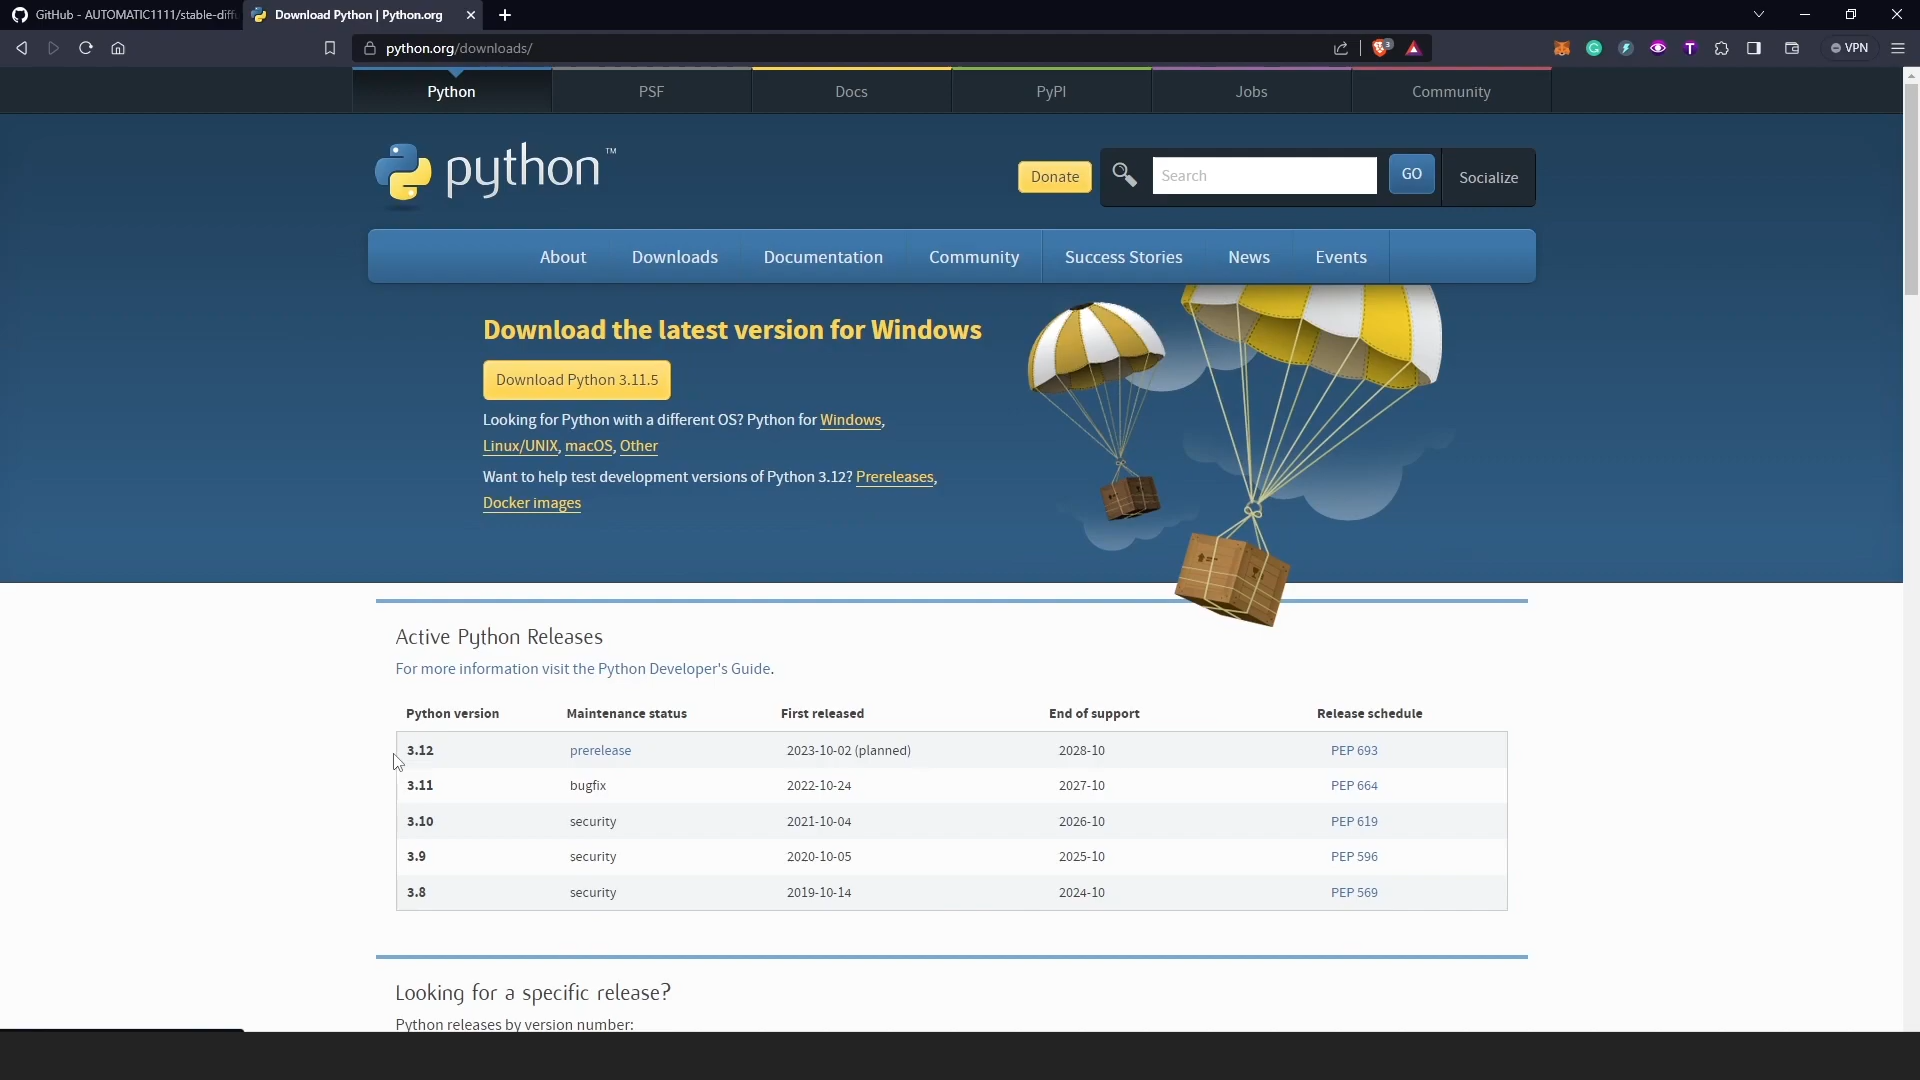 GitHub - AUTOMATIC1111/stable-diff
Download Python | Python.org
python.org/downloads/
3
VPN
Python
PSF
Docs
PyPI
Jobs
Community
python™
Donate
Search
GO
Socialize
About
Downloads
Documentation
Community
Success Stories
News
Events
Download the latest version for Windows
Download Python 3.11.5
Looking for Python with a different OS? Python for Windows,
Linux/UNIX, macOS, Other
Want to help test development versions of Python 3.12? Prereleases,
Docker images
Active Python Releases
For more information visit the Python Developer's Guide.
Python version Maintenance status First released End of support Release schedule
3.12 prerelease 2023-10-02 (planned) 2028-10 PEP 693
3.11 bugfix 2022-10-24 2027-10 PEP 664
3.10 security 2021-10-04 2026-10 PEP 619
3.9 security 2020-10-05 2025-10 PEP 596
3.8 security 2019-10-14 2024-10 PEP 569
Looking for a specific release?
Python releases by version number: